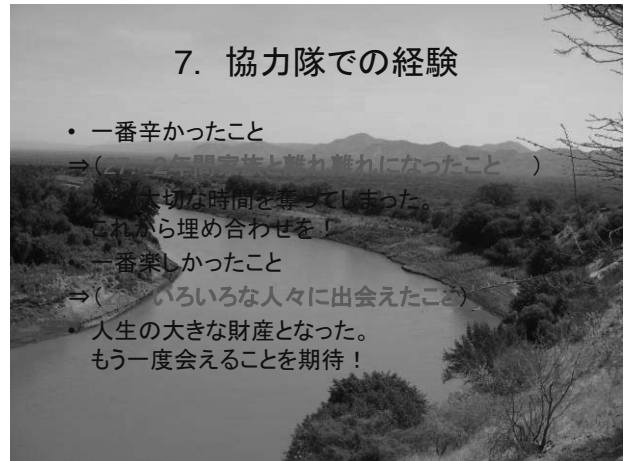 7. 協力隊での経験
• 一番辛かったこと
⇒(27. 2年間家族と離れ離れになったこと )
大切な時間を奪ってしまった。
これから埋め合わせを!
• 一番楽しかったこと
⇒( いろいろな人々に出会えたこと)
• 人生の大きな財産となった。
もう一度会えることを期待!